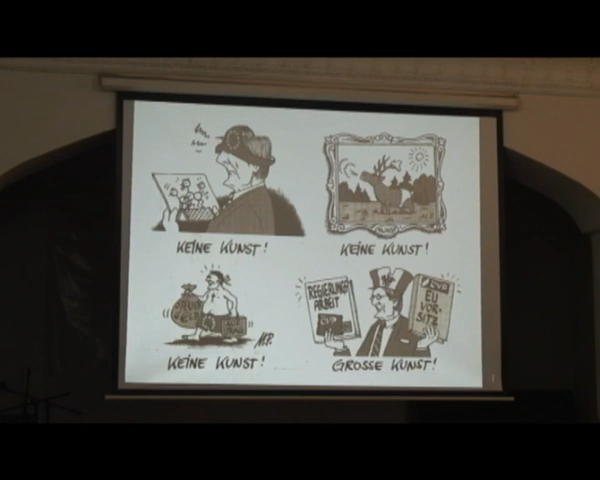 KEINE KUNST!
KEINE KUNST!
KEINE KUNST!
REGIERUNGS
ARBEIT
EU
VOR-
SITZ
GROSSE KUNST!